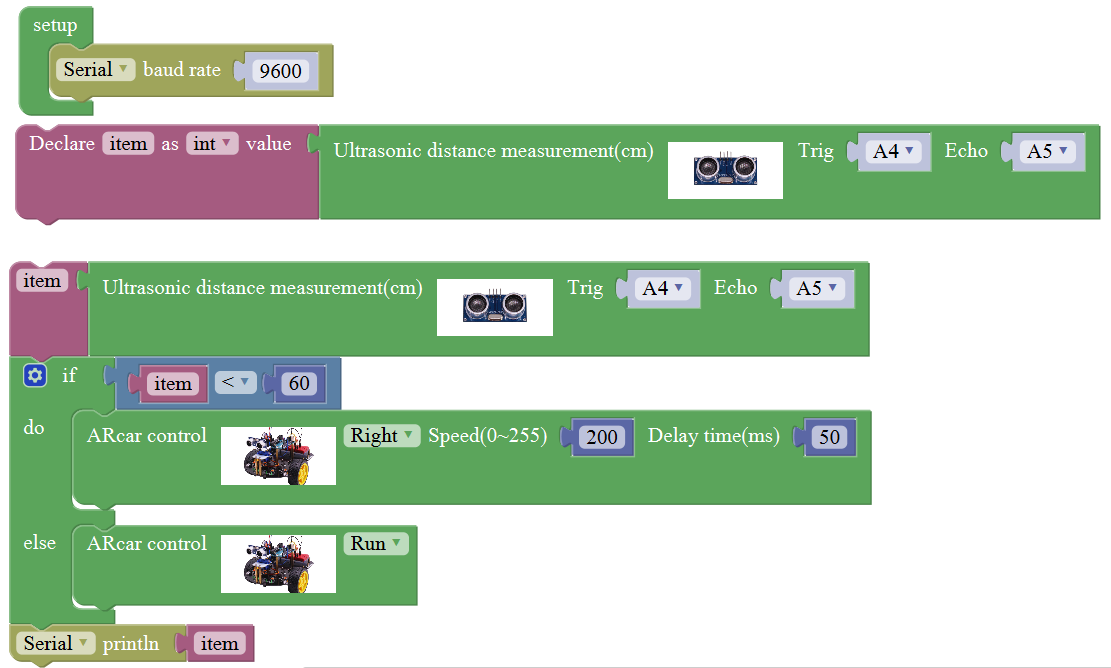 setup
Serial baud rate 9600
Declare item as int value Ultrasonic distance measurement(cm) Trig A4 Echo A5
item Ultrasonic distance measurement(cm) Trig A4 Echo A5
if item < 60
do ARcar control Right Speed(0~255) 200 Delay time(ms) 50
else ARcar control Run
Serial println item